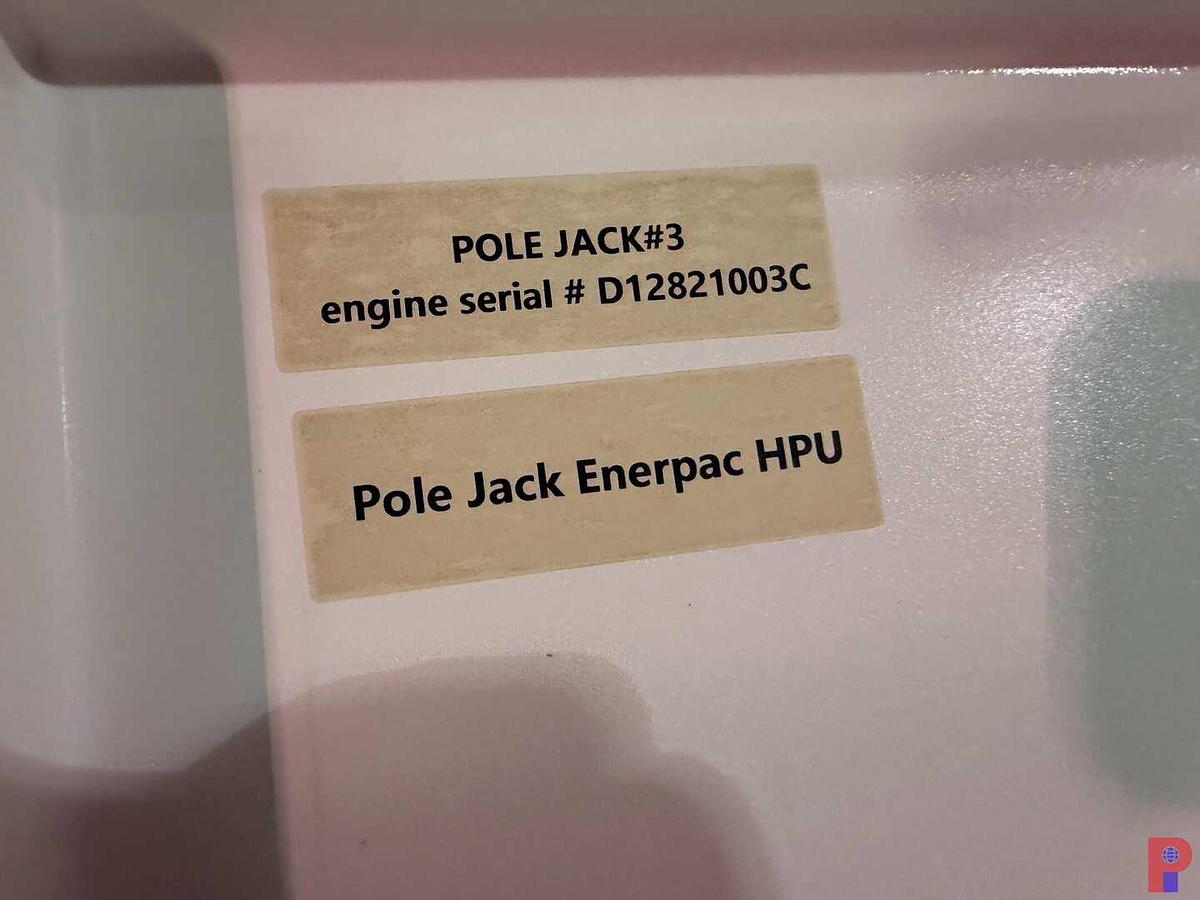 POLE JACK#3
engine serial # D12821003C
Pole Jack Enerpac HPU